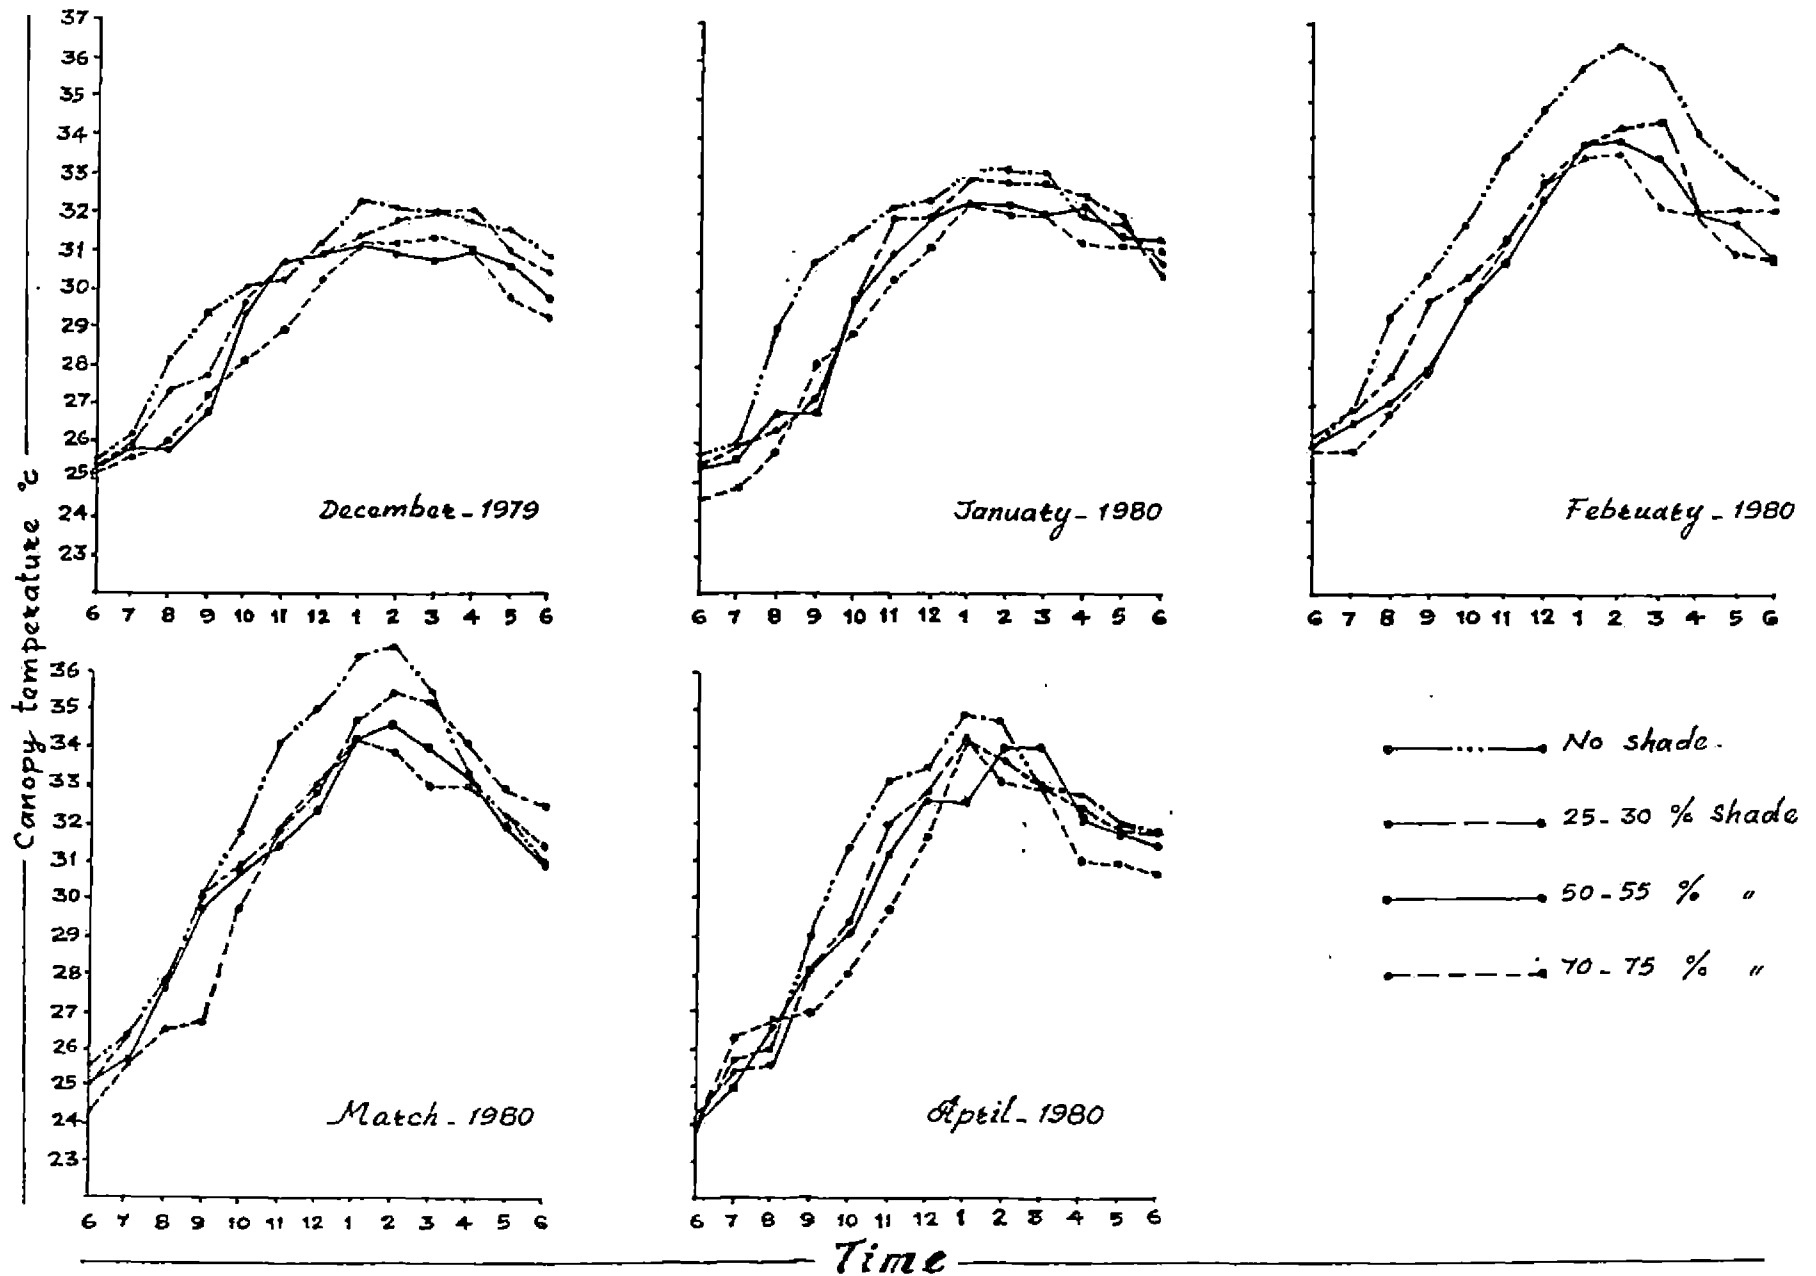 Canopy temperature °c
37
36
35
34
33
32
31
30
29
28
27
26
25
24
23
December - 1979
6 7 8 9 10 11 12 1 2 3 4 5 6
January - 1980
6 7 8 9 10 11 12 1 2 3 4 5 6
February - 1980
6 7 8 9 10 11 12 1 2 3 4 5 6
36
35
34
33
32
31
30
29
28
27
26
25
24
23
March - 1980
6 7 8 9 10 11 12 1 2 3 4 5 6
April - 1980
6 7 8 9 10 11 12 1 2 3 4 5 6
No shade.
25 - 30 % shade
50 - 55 % "
70 - 75 % "
Time